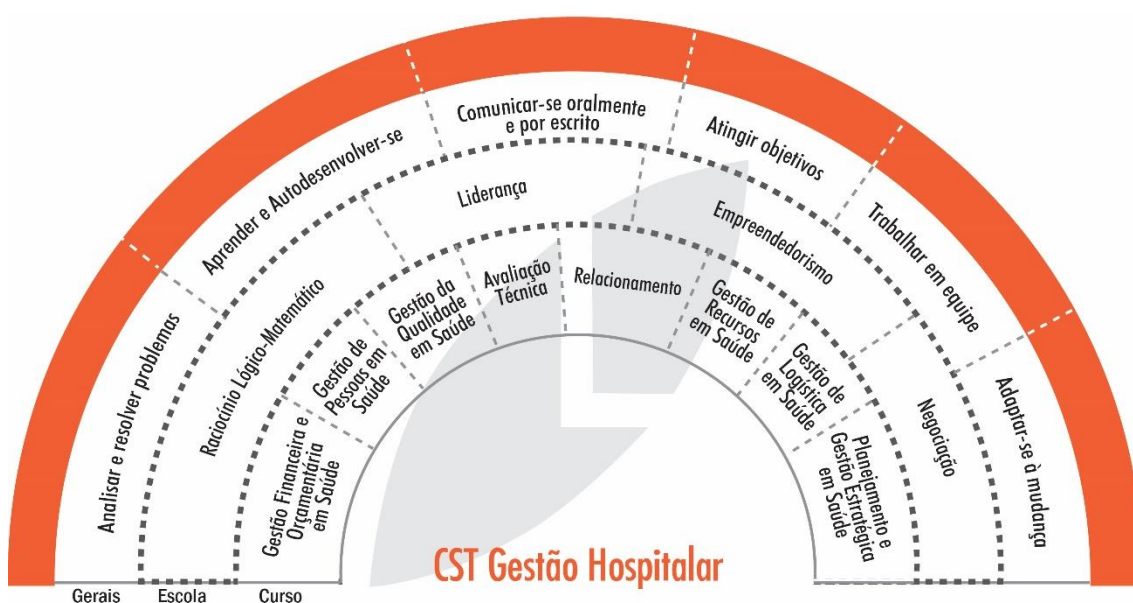 Analisar e resolver problemas
Aprender e Autodesenvolver-se
Comunicar-se oralmente
e por escrito
Atingir objetivos
Trabalhar em equipe
Adaptar-se à mudança
Raciocínio Lógico-Matemático
Liderança
Empreendedorismo
Negociação
Gestão Financeira e
Orçamentária
em Saúde
Gestão de
Pessoas em
Saúde
Gestão da
Qualidade
em Saúde
Avaliação
Técnica
Relacionamento
Gestão de
Recursos
em Saúde
Gestão de
Logística
em Saúde
Planejamento e
Gestão Estratégica
em Saúde
CST Gestão Hospitalar
Gerais
Escola
Curso